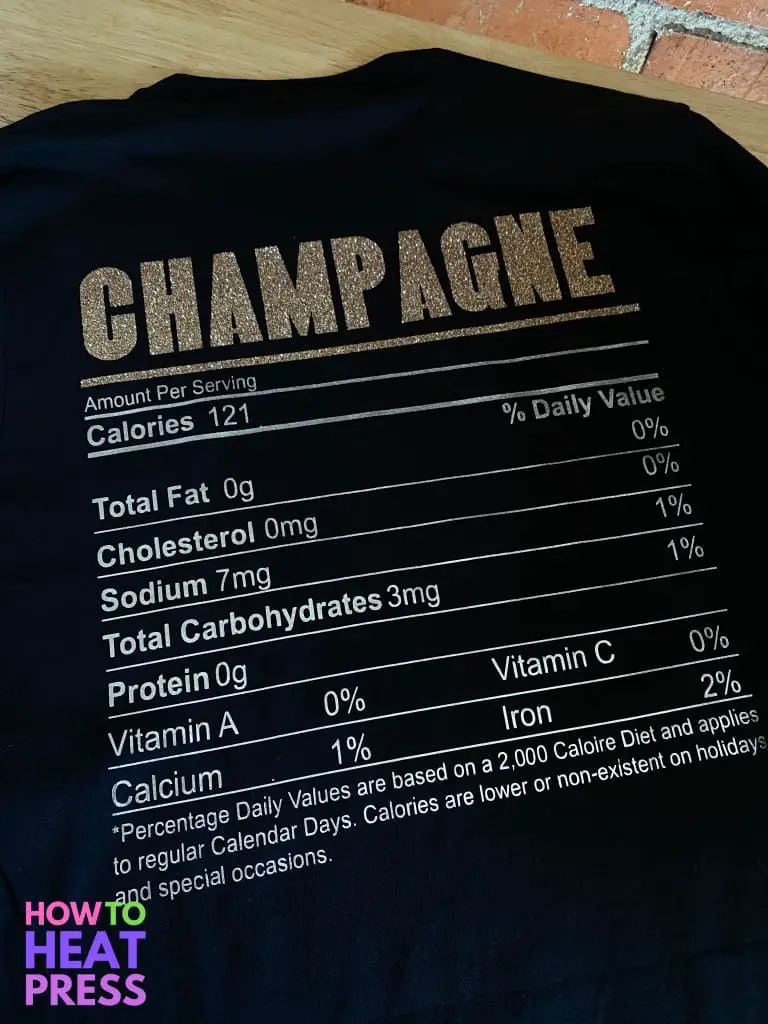 CHAMPAGNE
Amount Per Serving
Calories 121
% Daily Value
Total Fat 0g 0%
Cholesterol 0mg 0%
Sodium 7mg 1%
Total Carbohydrates 3mg 1%
Protein 0g
Vitamin A 0% Vitamin C 0%
Calcium 1% Iron 2%
*Percentage Daily Values are based on a 2,000 Caloire Diet and applies
to regular Calendar Days. Calories are lower or non-existent on holidays
and special occasions.
HOW TO
HEAT
PRESS